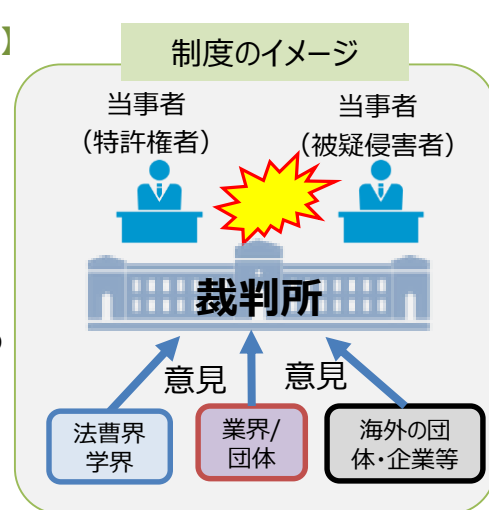 】
制度のイメージ
当事者
(特許権者)
当事者
(被疑侵害者)
裁判所
意見
意見
法曹界
学界
業界/
団体
海外の団
体・企業等